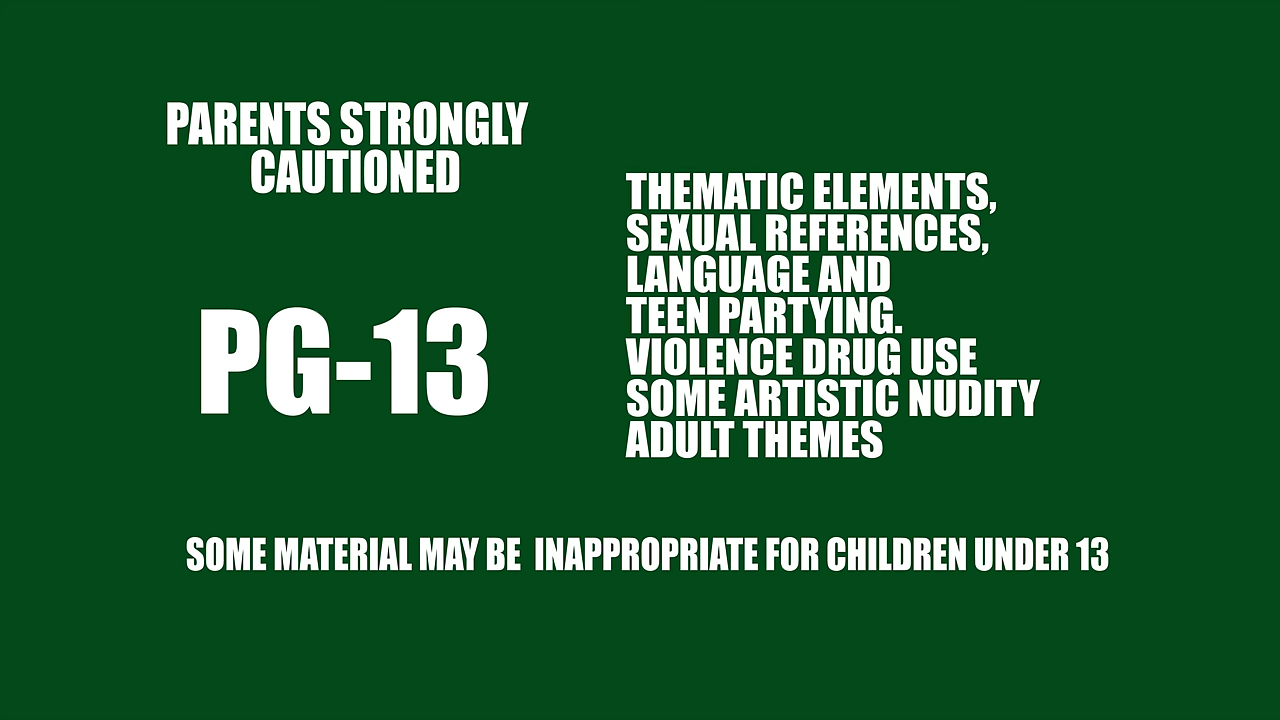 PARENTS STRONGLY
CAUTIONED
PG-13
THEMATIC ELEMENTS,
SEXUAL REFERENCES,
LANGUAGE AND
TEEN PARTYING.
VIOLENCE DRUG USE
SOME ARTISTIC NUDITY
ADULT THEMES
SOME MATERIAL MAY BE  INAPPROPRIATE FOR CHILDREN UNDER 13